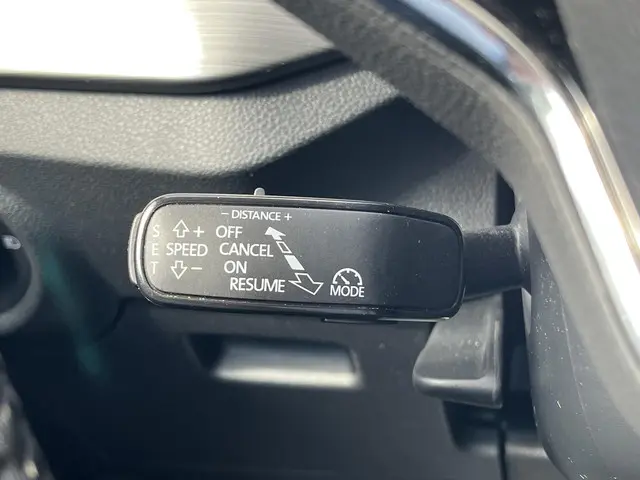 - DISTANCE +
S ⇧ + OFF
E SPEED CANCEL
T ⇩ - ON
RESUME
MODE